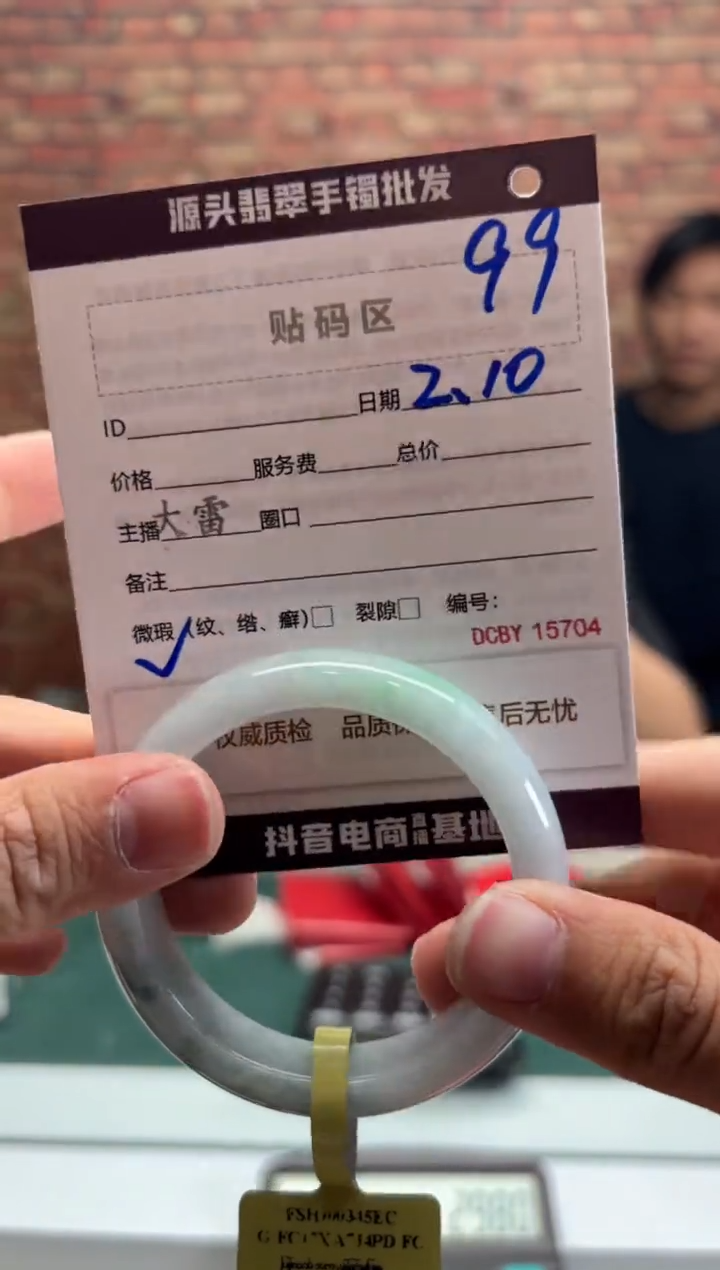 源头翡翠手镯批发
99
贴码区
ID 日期 2.10
价格 服务费 总价
主播 大雷 圈口
备注
微瑕 (纹、绺、癣)□ 裂隙□ 编号:
✓ DCBY 15704
权威质检 品质 后无忧
抖音电商直播基地